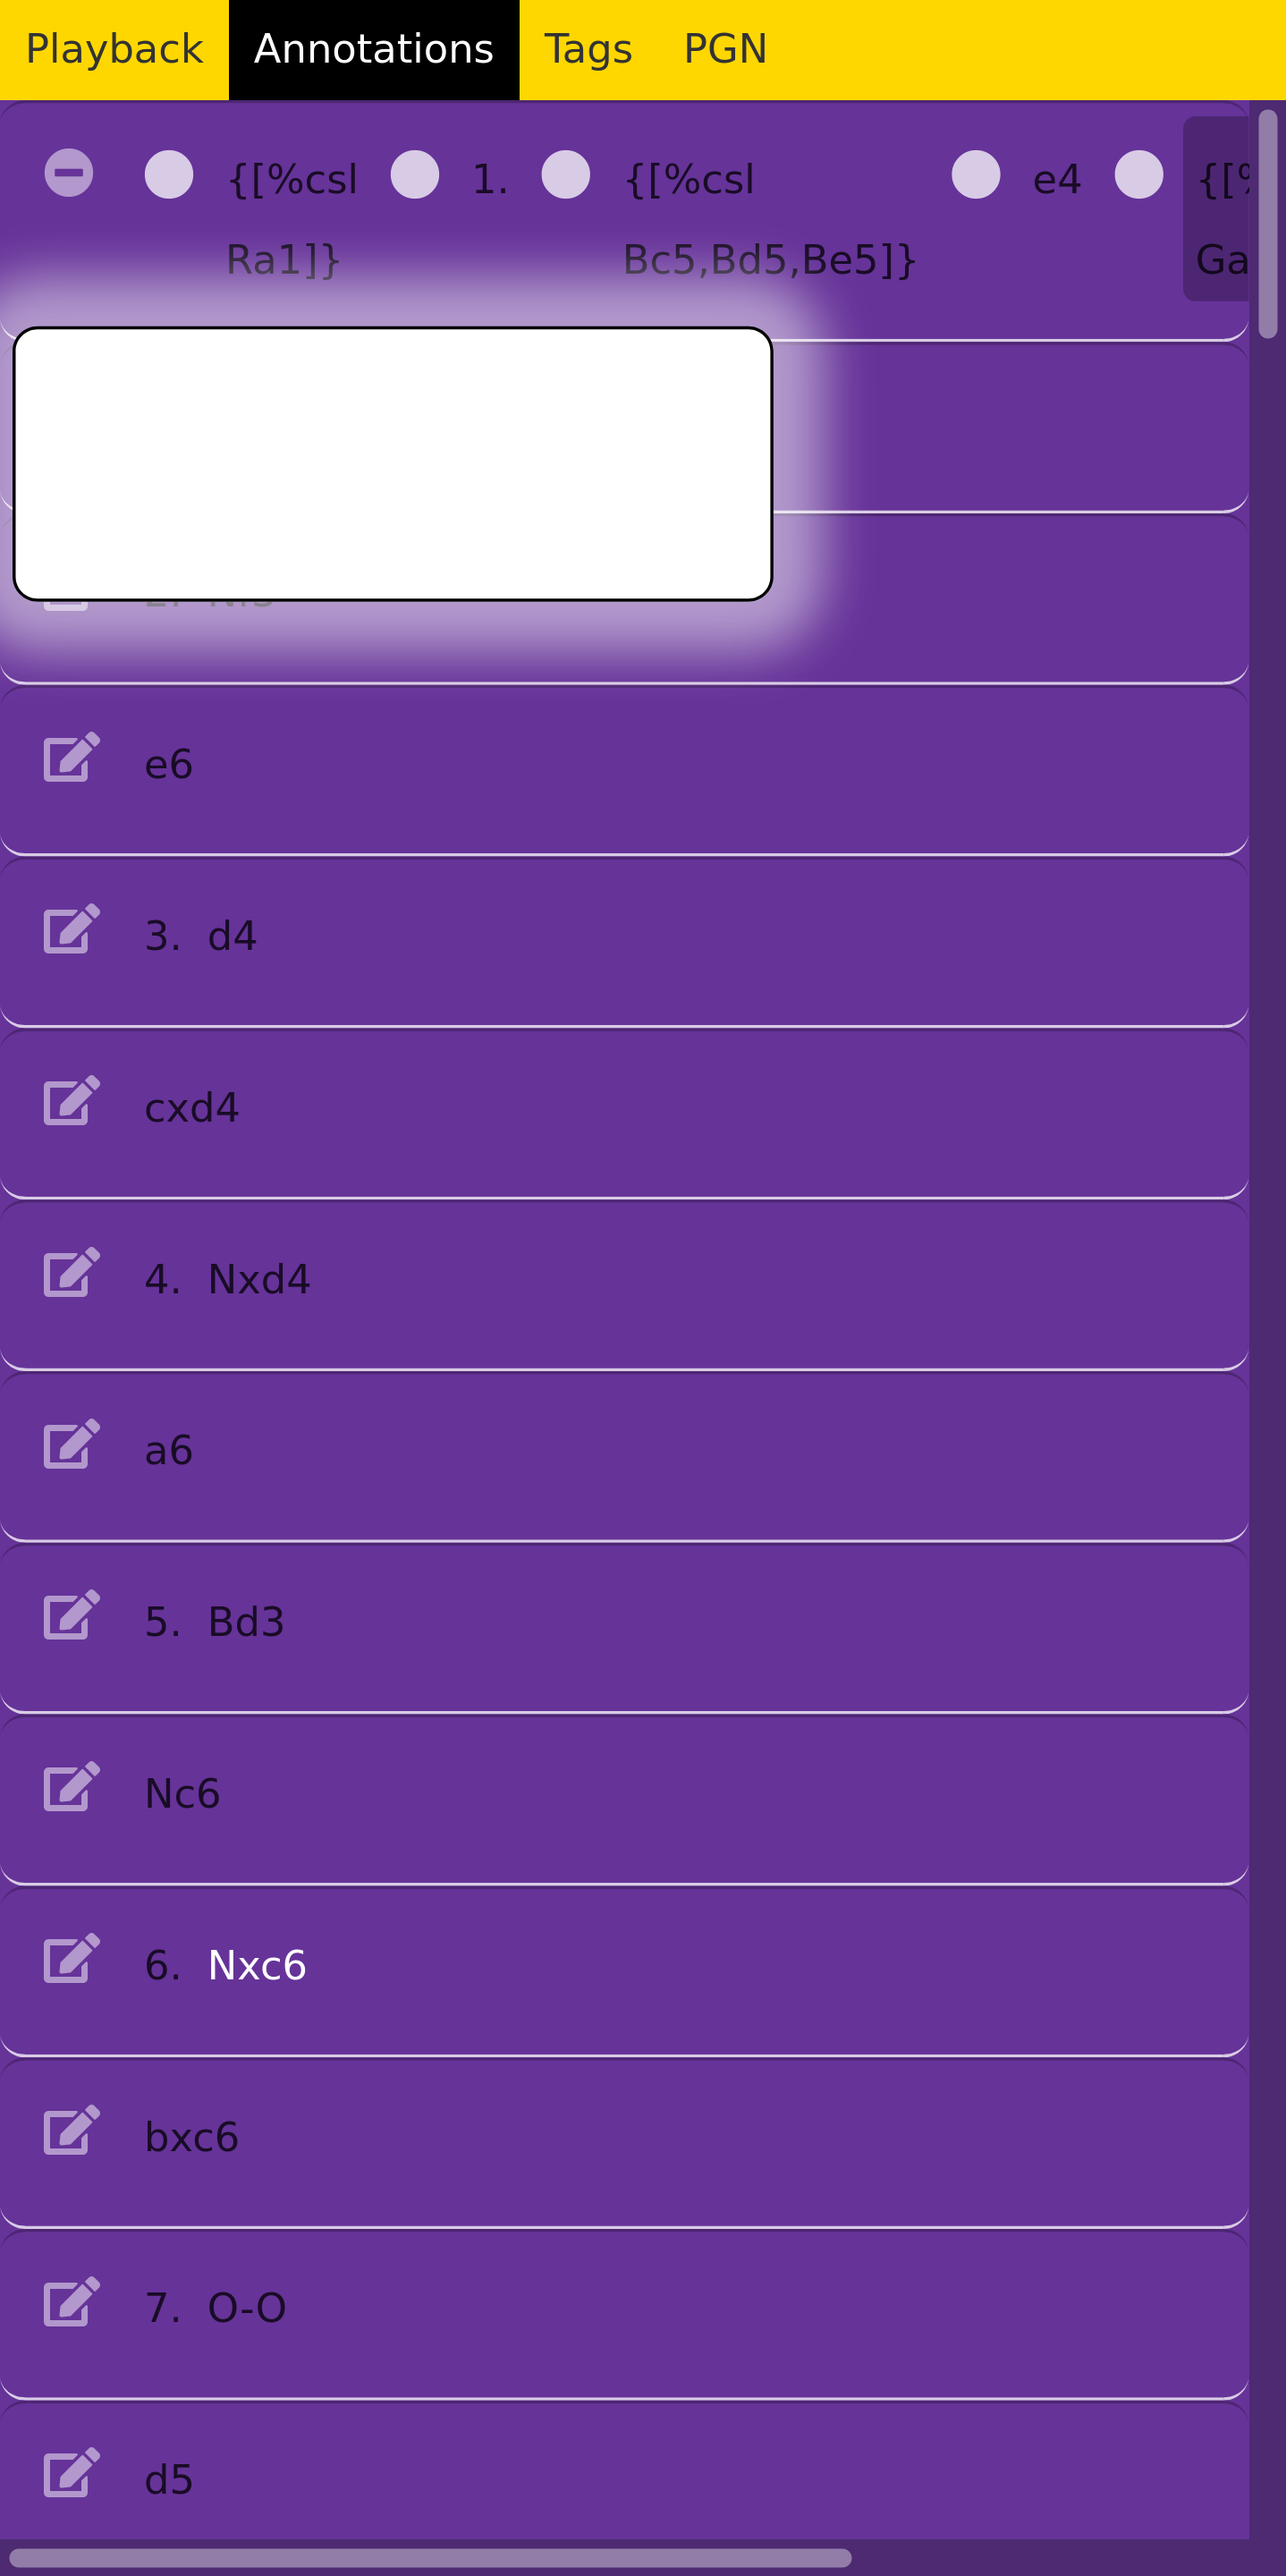 Playback Annotations Tags PGN
{[%csl 1. {[%csl e4 {[%
Ra1]} Bc5,Bd5,Be5]} Ga
e6
3. d4
cxd4
4. Nxd4
a6
5. Bd3
Nc6
6. Nxc6
bxc6
7. O-O
d5